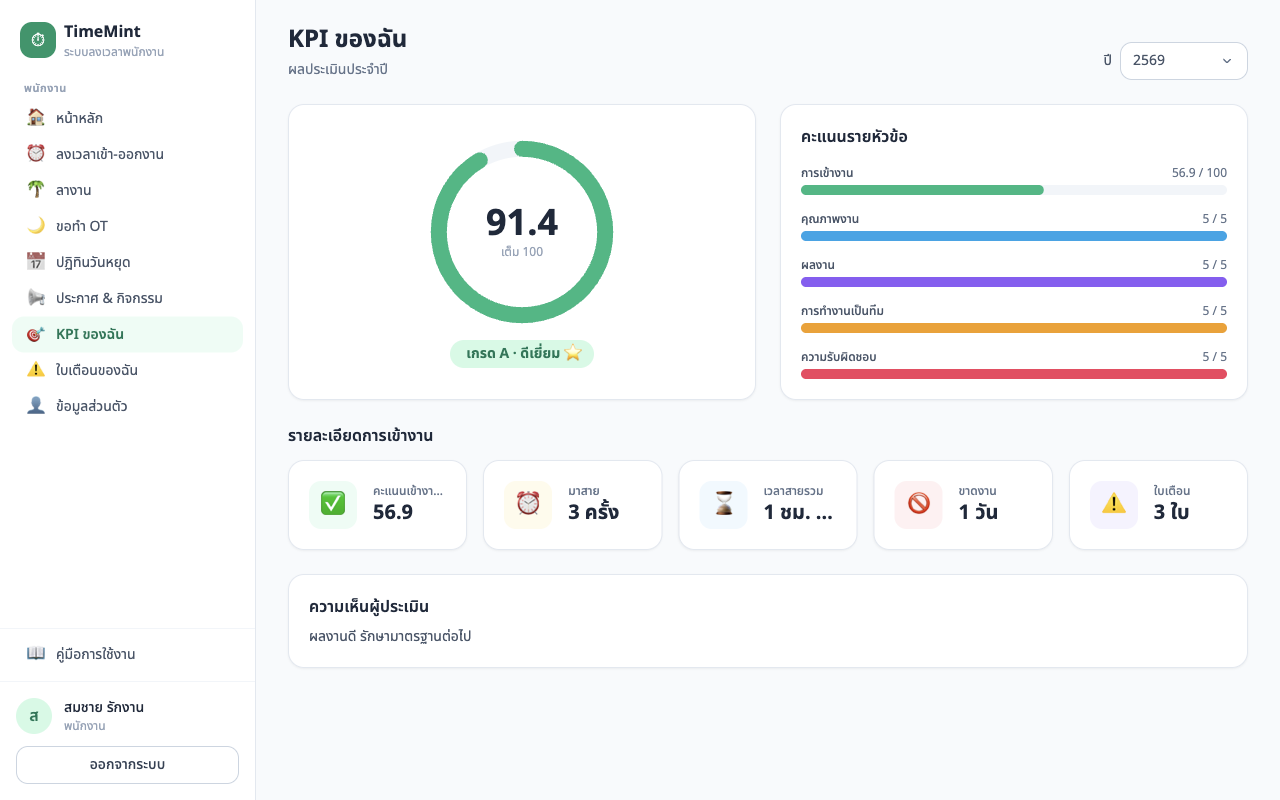 TimeMint
ระบบลงเวลาพนักงาน
พนักงาน
หน้าหลัก
ลงเวลาเข้า-ออกงาน
ลางาน
ขอทำ OT
ปฏิทินวันหยุด
ประกาศ & กิจกรรม
KPI ของฉัน
ใบเตือนของฉัน
ข้อมูลส่วนตัว
คู่มือการใช้งาน
ส
สมชาย รักงาน
พนักงาน
ออกจากระบบ
KPI ของฉัน
ผลประเมินประจำปี
ปี 2569
91.4
เต็ม 100
เกรด A · ดีเยี่ยม ⭐
คะแนนรายหัวข้อ
การเข้างาน 56.9 / 100
คุณภาพงาน 5 / 5
ผลงาน 5 / 5
การทำงานเป็นทีม 5 / 5
ความรับผิดชอบ 5 / 5
รายละเอียดการเข้างาน
คะแนนเข้างา...
56.9
มาสาย
3 ครั้ง
เวลาสายรวม
1 ชม. ...
ขาดงาน
1 วัน
ใบเตือน
3 ใบ
ความเห็นผู้ประเมิน
ผลงานดี รักษามาตรฐานต่อไป